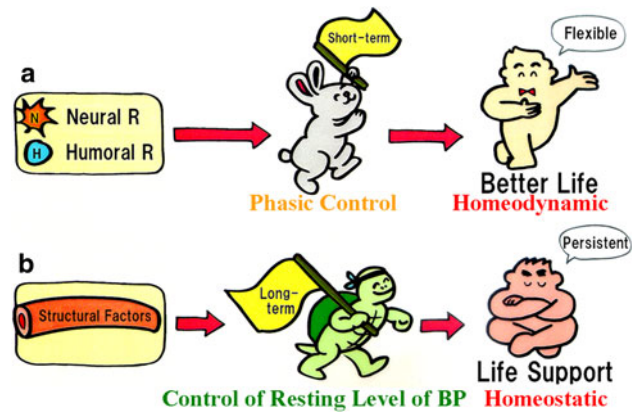 Short-term
Flexible
a
N Neural R
H Humoral R
Better Life
Phasic Control
Homeodynamic
b
Persistent
Long-
term
Structural Factors
Life Support
Control of Resting Level of BP
Homeostatic